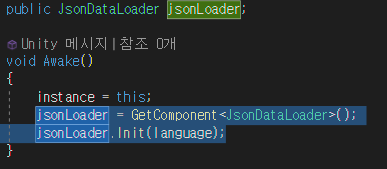 public JsonDataLoader jsonLoader;
Unity 메시지 | 참조 0개
void Awake()
{
instance = this;
jsonLoader = GetComponent<JsonDataLoader>();
jsonLoader.Init(language);
}